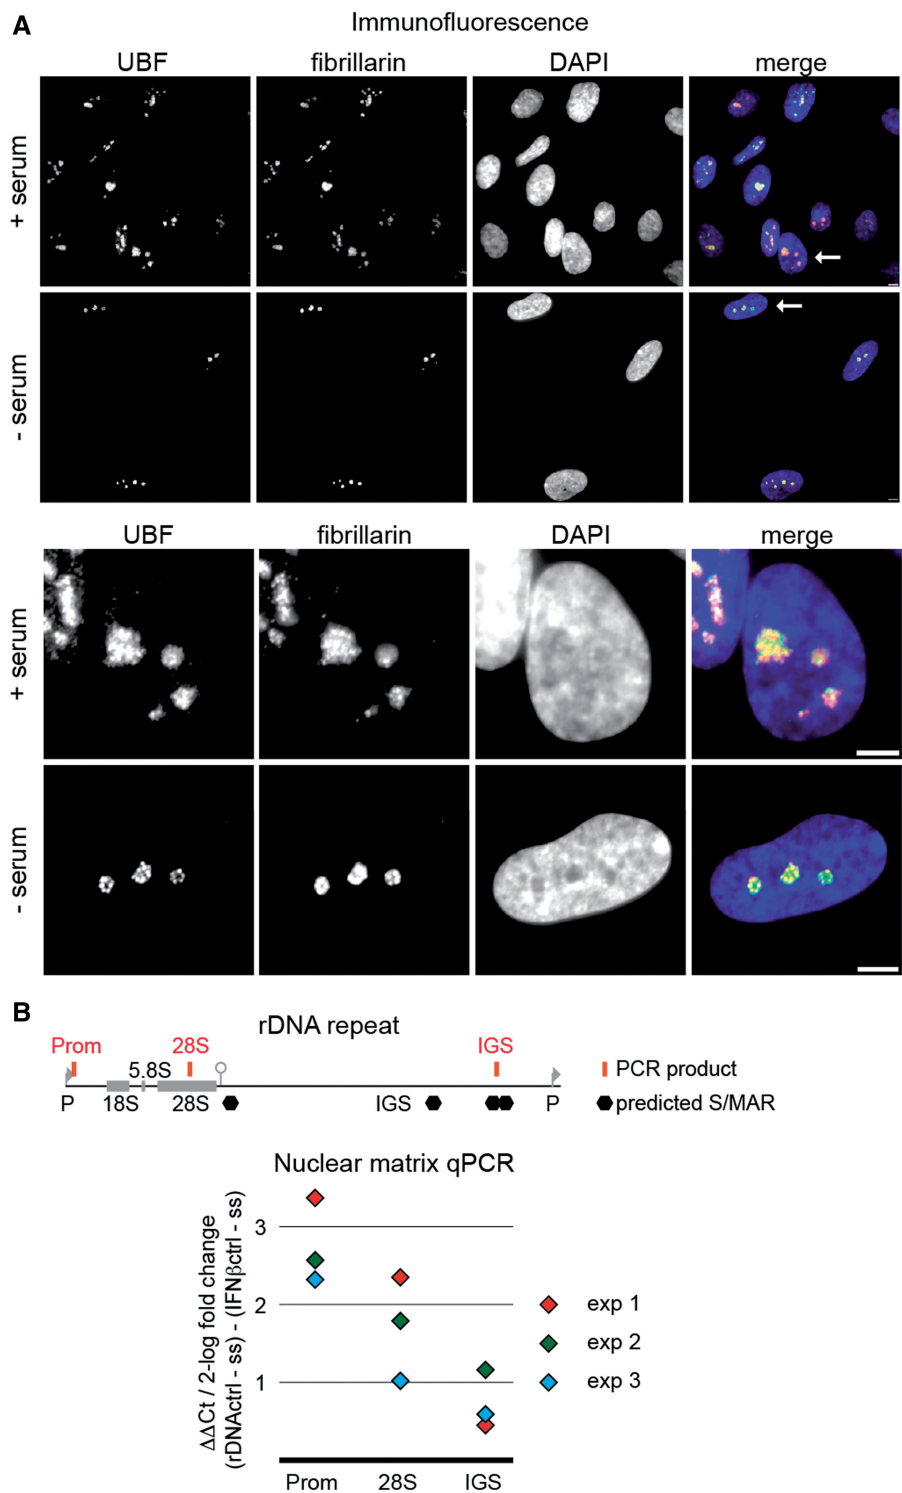 A
Immunofluorescence
UBF fibrillarin DAPI merge
+ serum
- serum
UBF fibrillarin DAPI merge
+ serum
- serum
B
rDNA repeat
Prom 28S IGS
5.8S
PCR product
P 18S 28S IGS P
predicted S/MAR
Nuclear matrix qPCR
ΔΔCt / 2-log fold change
(rDNActrl - ss) - (IFNβctrl - ss)
3
2
1
exp 1
exp 2
exp 3
Prom 28S IGS